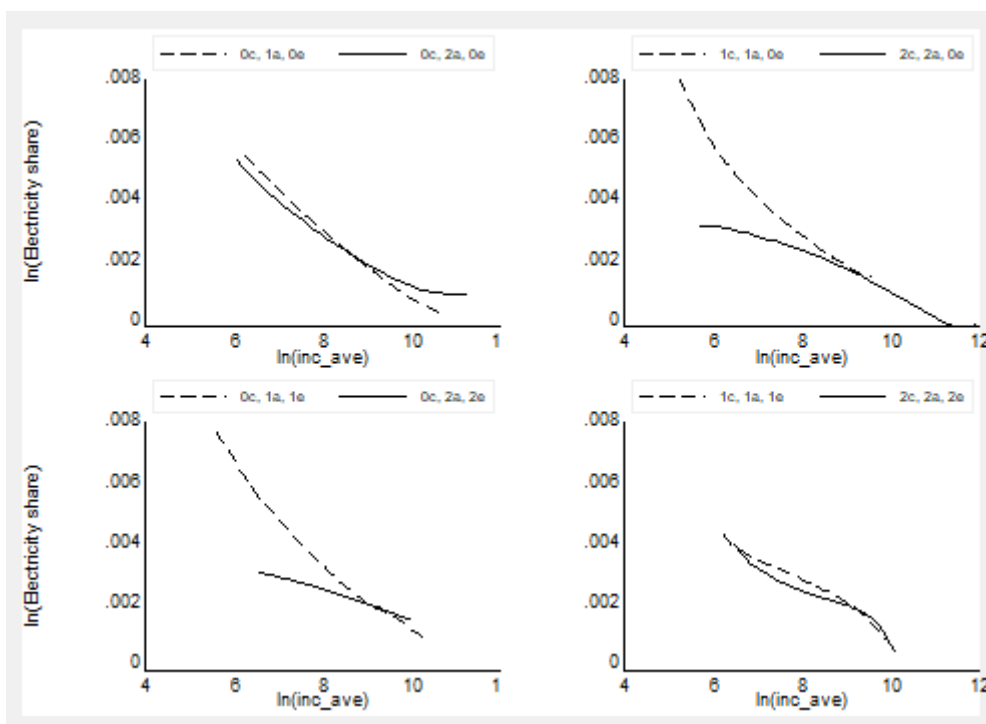 0c, 1a, 0e 0c, 2a, 0e
.008
.006
.004
.002
0
ln(Electricity share)
4 6 8 10 1
ln(inc_ave)
1c, 1a, 0e 2c, 2a, 0e
.008
.006
.004
.002
0
4 6 8 10 12
ln(inc_ave)
0c, 1a, 1e 0c, 2a, 2e
.008
.006
.004
.002
0
ln(Electricity share)
4 6 8 10 1
ln(inc_ave)
1c, 1a, 1e 2c, 2a, 2e
.008
.006
.004
.002
0
4 6 8 10 12
ln(inc_ave)